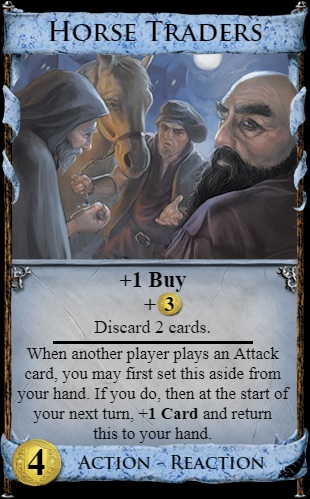 HORSE TRADERS
+1 Buy
+3
Discard 2 cards.
When another player plays an Attack
card, you may first set this aside from
your hand. If you do, then at the start of
your next turn, +1 Card and return
this to your hand.
4 ACTION – REACTION